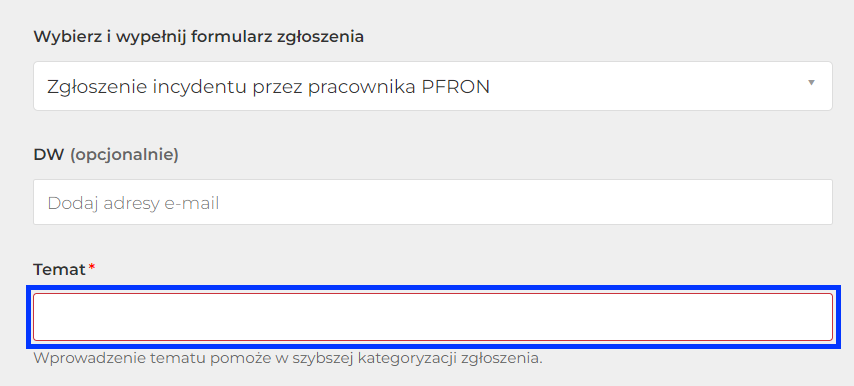 Wybierz i wypełnij formularz zgłoszenia
Zgłoszenie incydentu przez pracownika PFRON
DW (opcjonalnie)
Dodaj adresy e-mail
Temat*
Wprowadzenie tematu pomoże w szybszej kategoryzacji zgłoszenia.